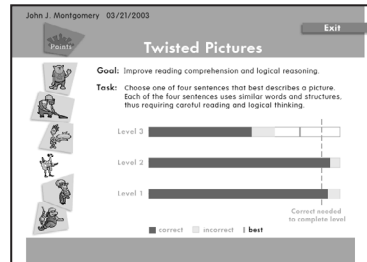 John J. Montgomery 03/21/2003
Exit
Points
Twisted Pictures
Goal: Improve reading comprehension and logical reasoning.
Task: Choose one of four sentences that best describes a picture.
Each of the four sentences uses similar words and structures,
thus requiring careful reading and logical thinking.
Level 3
Level 2
Level 1
Correct needed
to complete level
correct incorrect best